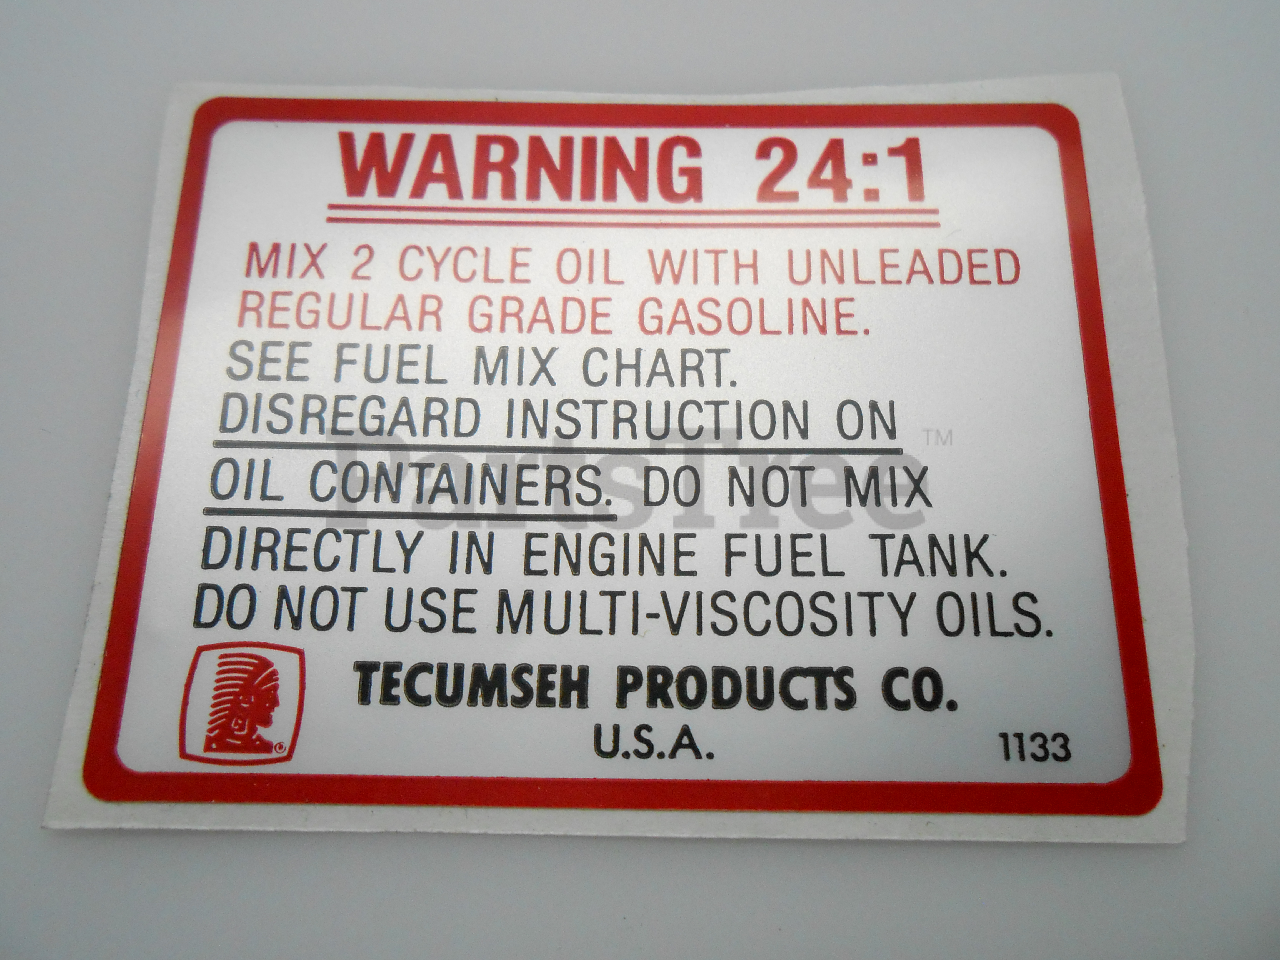 WARNING 24:1
MIX 2 CYCLE OIL WITH UNLEADED
REGULAR GRADE GASOLINE.
SEE FUEL MIX CHART.
DISREGARD INSTRUCTION ON
OIL CONTAINERS. DO NOT MIX
PartsTree™
DIRECTLY IN ENGINE FUEL TANK.
DO NOT USE MULTI-VISCOSITY OILS.
TECUMSEH PRODUCTS CO.
®
U.S.A.
1133